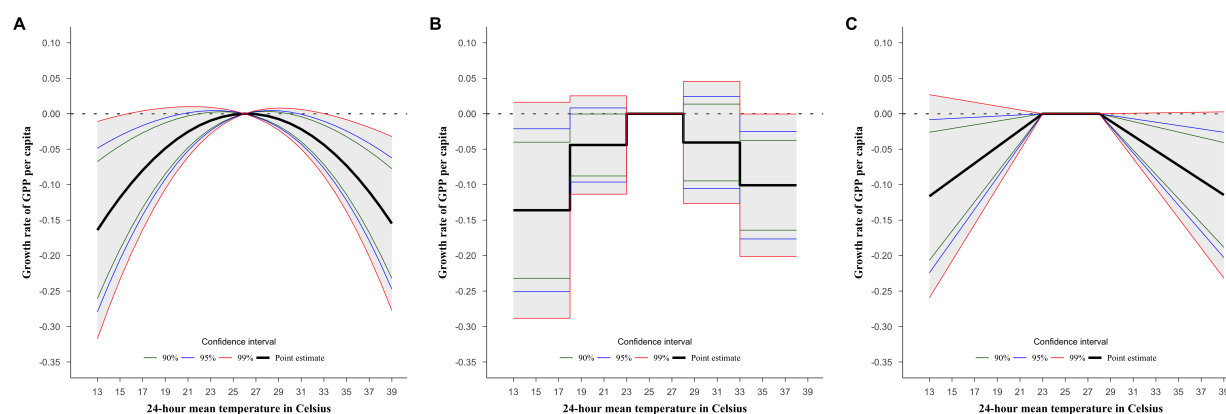 A
Growth rate of GPP per capita
0.10
0.05
0.00
-0.05
-0.10
-0.15
-0.20
-0.25
-0.30
-0.35
Confidence interval
90% 95% 99% Point estimate
13 15 17 19 21 23 25 27 29 31 33 35 37 39
24-hour mean temperature in Celsius
B
Growth rate of GPP per capita
0.10
0.05
0.00
-0.05
-0.10
-0.15
-0.20
-0.25
-0.30
-0.35
Confidence interval
90% 95% 99% Point estimate
13 15 17 19 21 23 25 27 29 31 33 35 37 39
24-hour mean temperature in Celsius
C
Growth rate of GPP per capita
0.10
0.05
0.00
-0.05
-0.10
-0.15
-0.20
-0.25
-0.30
-0.35
Confidence interval
90% 95% 99% Point estimate
13 15 17 19 21 23 25 27 29 31 33 35 37 39
24-hour mean temperature in Celsius